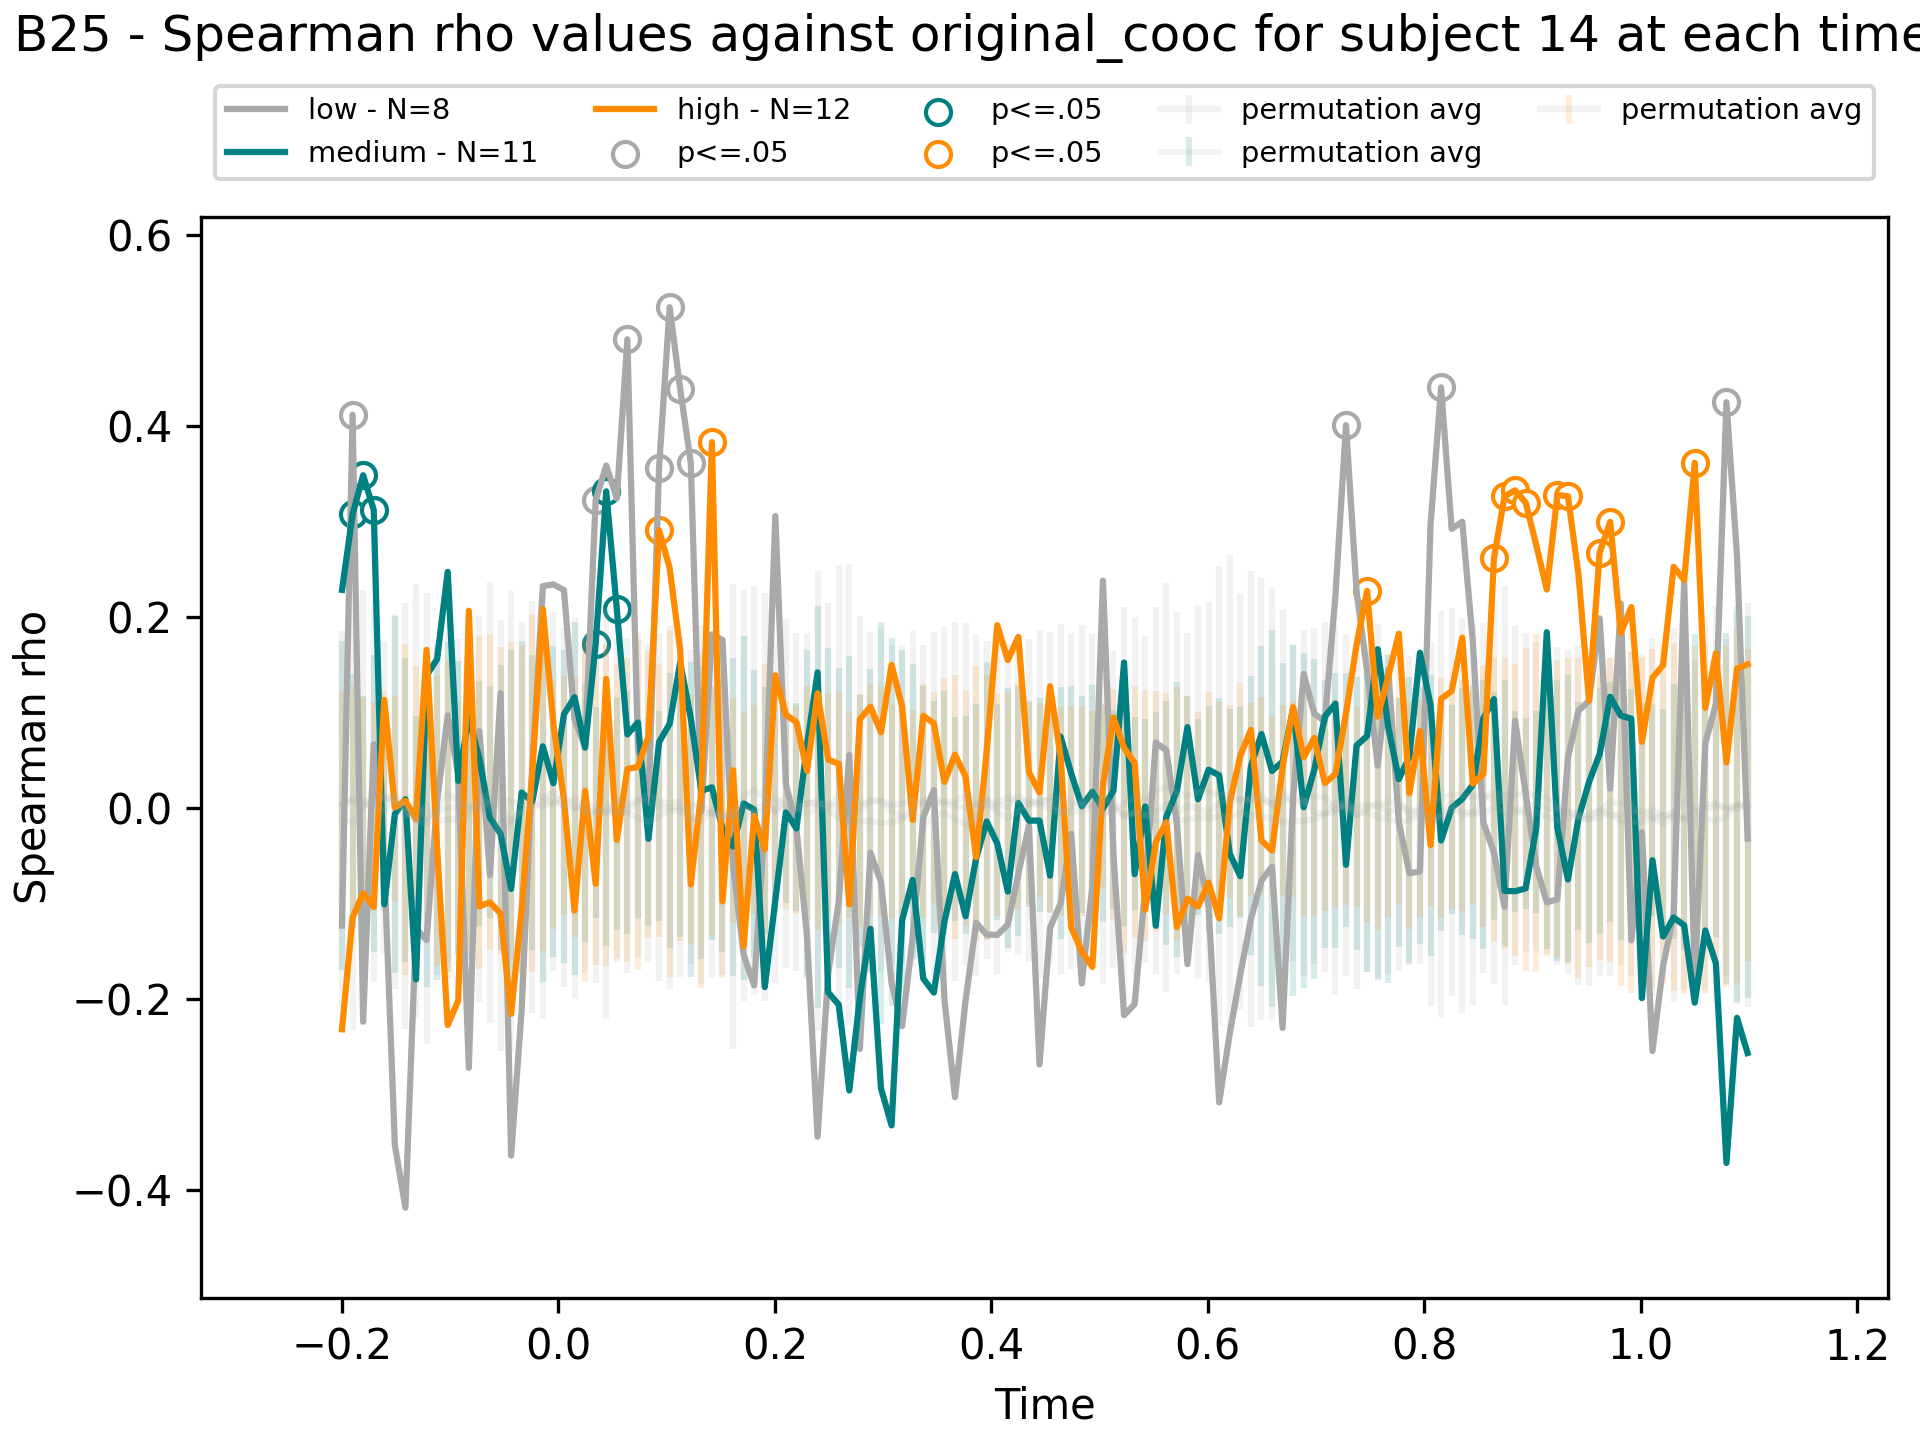 B25 - Spearman rho values against original_cooc for subject 14 at each time
low - N=8
medium - N=11
high - N=12
p<=.05
p<=.05
p<=.05
permutation avg
permutation avg
permutation avg
0.6
0.4
0.2
0.0
−0.2
−0.4
Spearman rho
−0.2
0.0
0.2
0.4
0.6
0.8
1.0
1.2
Time